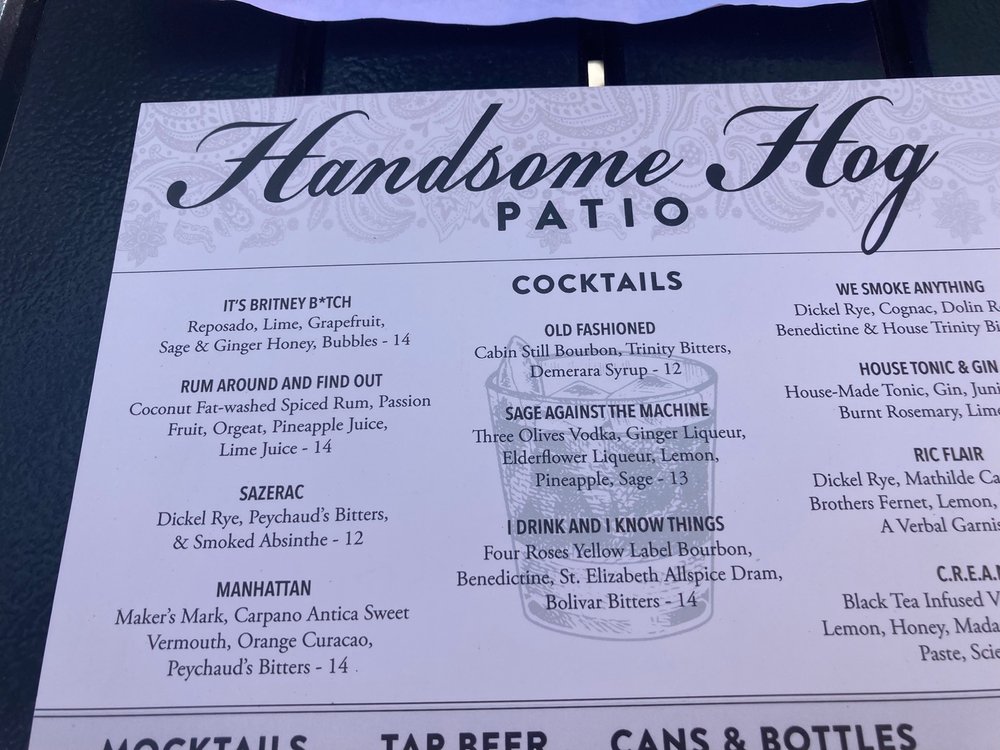 Handsome Hog
PATIO
COCKTAILS
IT'S BRITNEY B*TCH
Reposado, Lime, Grapefruit,
Sage & Ginger Honey, Bubbles - 14
RUM AROUND AND FIND OUT
Coconut Fat-washed Spiced Rum, Passion
Fruit, Orgeat, Pineapple Juice,
Lime Juice - 14
SAZERAC
Dickel Rye, Peychaud's Bitters,
& Smoked Absinthe - 12
MANHATTAN
Maker's Mark, Carpano Antica Sweet
Vermouth, Orange Curacao,
Peychaud's Bitters - 14
OLD FASHIONED
Cabin Still Bourbon, Trinity Bitters,
Demerara Syrup - 12
SAGE AGAINST THE MACHINE
Three Olives Vodka, Ginger Liqueur,
Elderflower Liqueur, Lemon,
Pineapple, Sage - 13
I DRINK AND I KNOW THINGS
Four Roses Yellow Label Bourbon,
Benedictine, St. Elizabeth Allspice Dram,
Bolivar Bitters - 14
WE SMOKE ANYTHING
Dickel Rye, Cognac, Dolin
Benedictine & House Trinity
HOUSE TONIC & GIN
House-Made Tonic, Gin,
Burnt Rosemary, Lime
RIC FLAIR
Dickel Rye, Mathilde
Brothers Fernet, Lemon,
A Verbal
C.R.E.A.
Black Tea Infused
Lemon, Honey,
Paste,
MOCKTAILS
TAP BEER
CANS & BOTTLES